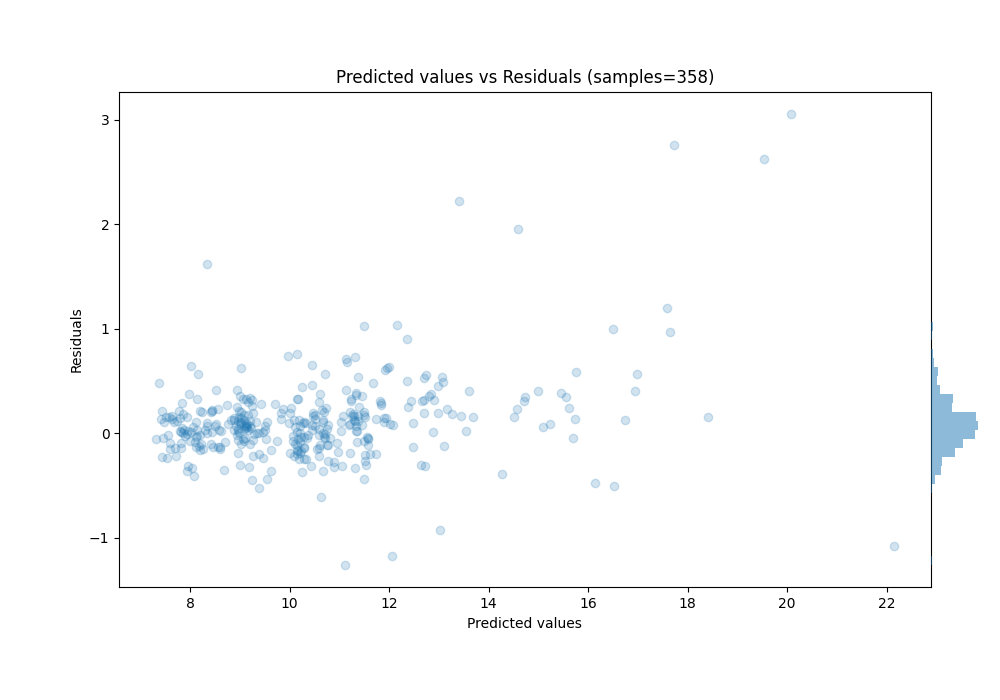 Predicted values vs Residuals (samples=358)
3
2
1
0
−1
Residuals
8 10 12 14 16 18 20 22
Predicted values